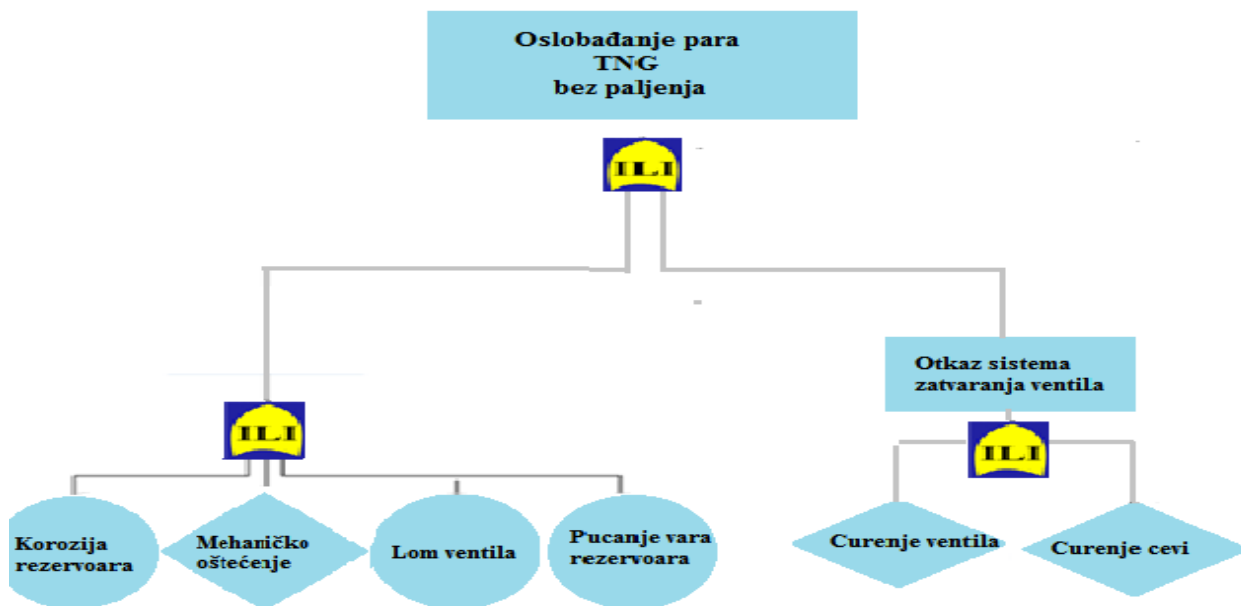 Oslobađanje para
TNG
bez paljenja
ILI
Otkaz sistema
zatvaranja ventila
ILI
ILI
Korozija
rezervoara
Mehaničko
oštećenje
Lom ventila
Pucanje vara
rezervoara
Curenje ventila
Curenje cevi